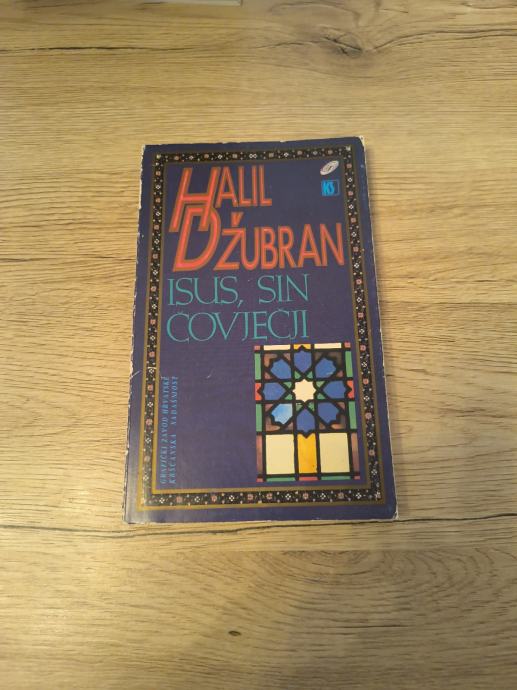 HALIL
DŽUBRAN
ISUS, SIN
ČOVJEČJI
KS
GRAFIČKI ZAVOD HRVATSKE
KRŠĆANSKA SADAŠNJOST